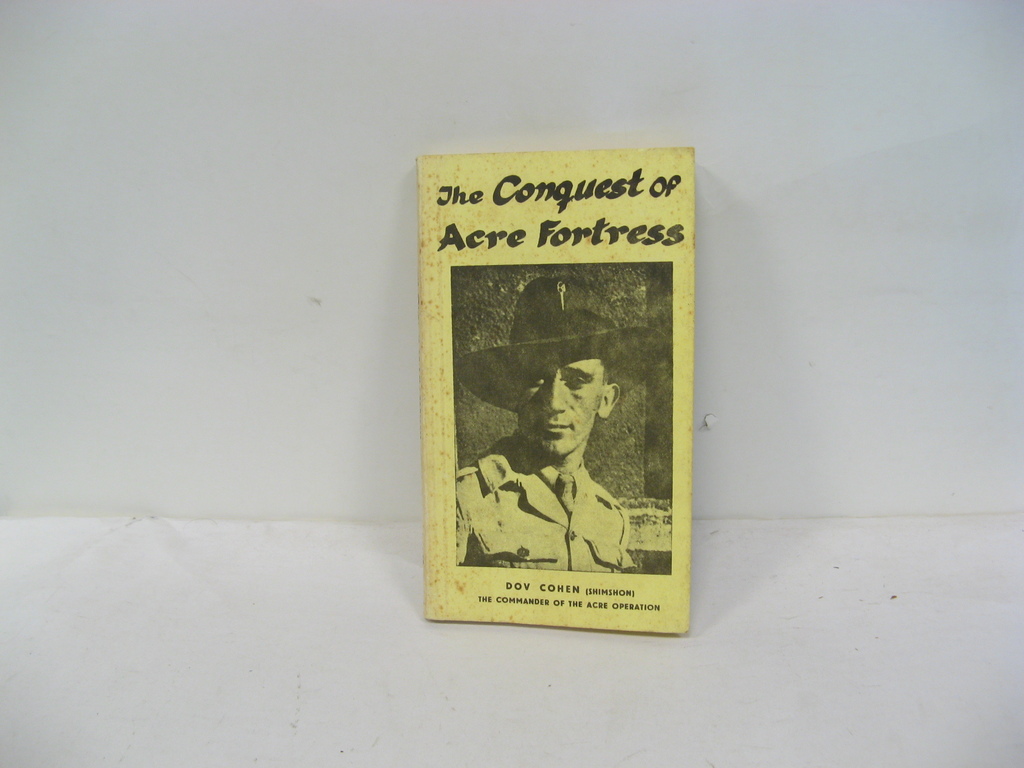 The Conquest OF
Acre Fortress
DOV COHEN (SHIMSHON)
THE COMMANDER OF THE ACRE OPERATION